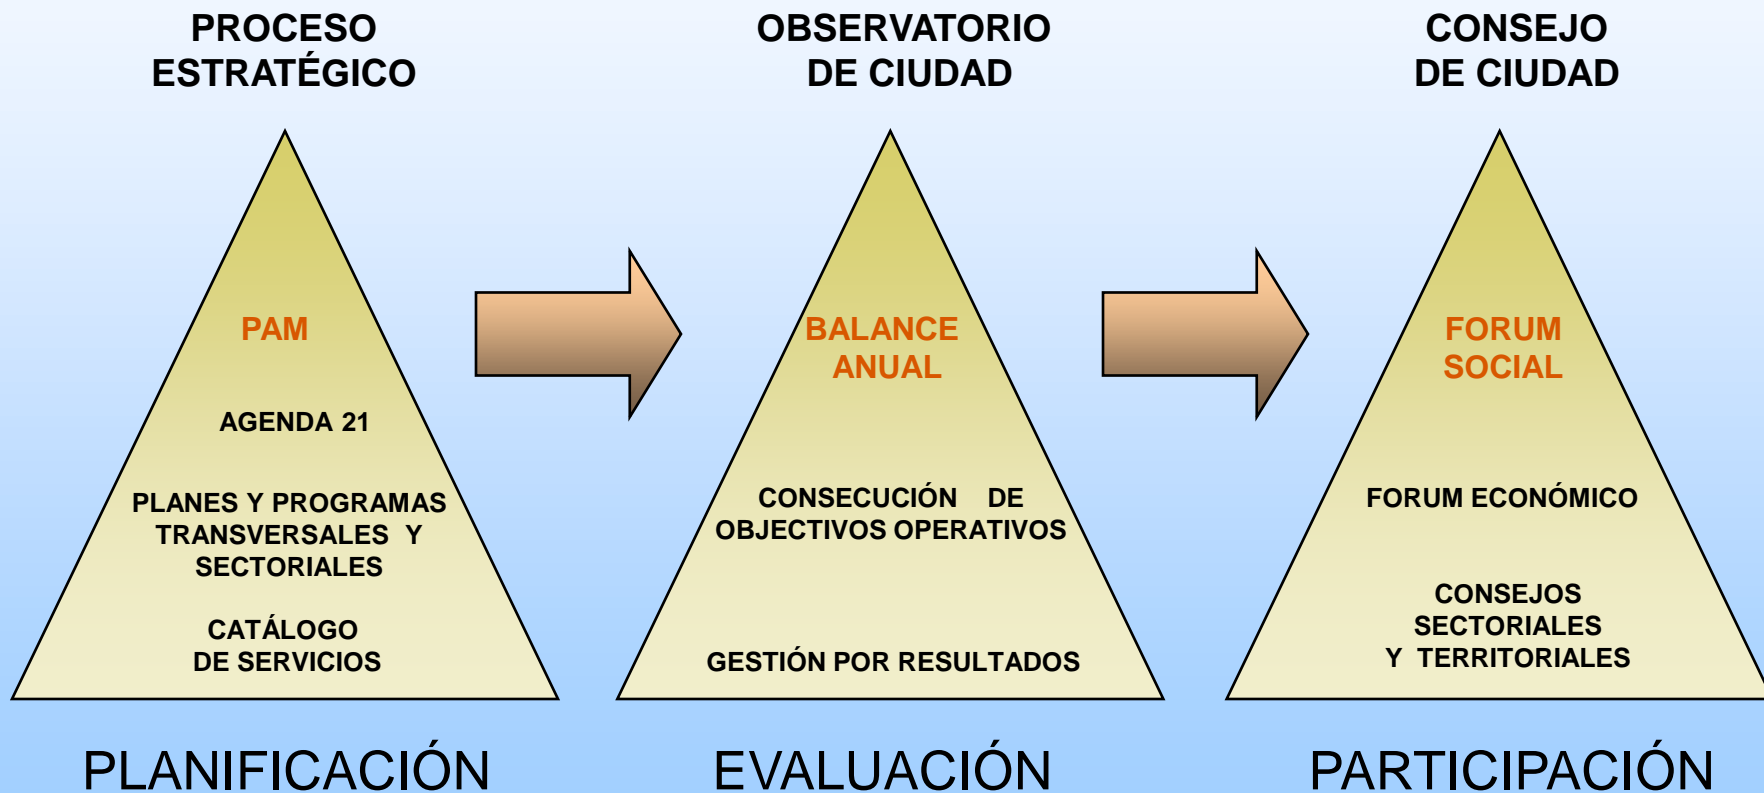 PROCESO
ESTRATÉGICO
PAM
AGENDA 21
PLANES Y PROGRAMAS
TRANSVERSALES Y
SECTORIALES
CATÁLOGO
DE SERVICIOS
PLANIFICACIÓN
OBSERVATORIO
DE CIUDAD
BALANCE
ANUAL
CONSECUCIÓN DE
OBJECTIVOS OPERATIVOS
GESTIÓN POR RESULTADOS
EVALUACIÓN
CONSEJO
DE CIUDAD
FORUM
SOCIAL
FORUM ECONÓMICO
CONSEJOS
SECTORIALES
Y TERRITORIALES
PARTICIPACIÓN